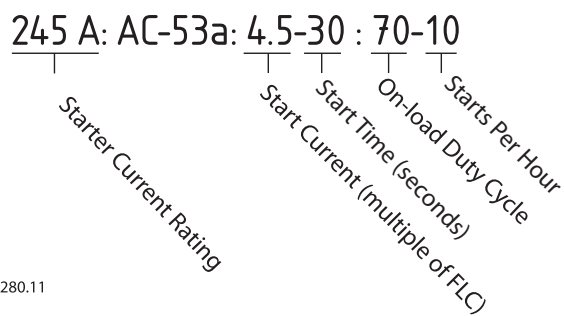 245 A: AC-53a: 4.5-30 : 70-10
Starter Current Rating
Start Current (multiple of FLC)
Start Time (seconds)
On-load Duty Cycle
Starts Per Hour
280.11